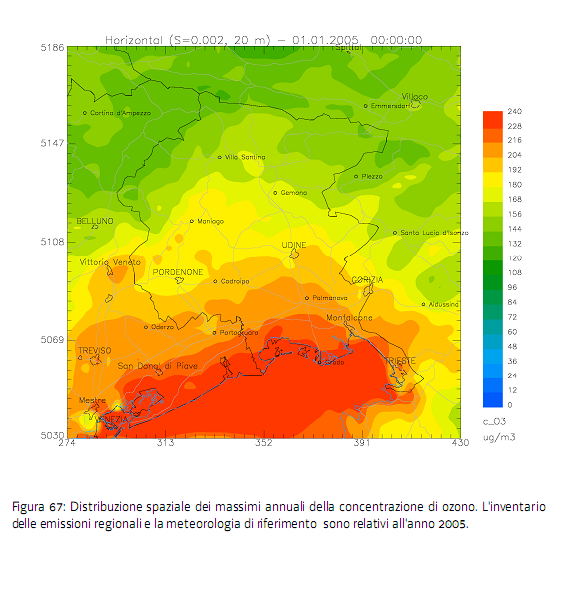 Horizontal (S=0.002, 20 m) – 01.01.2005 00:00:00
5186
Spittal
Villaco
Emmersdorf
Cortina d'Ampezzo
240
228
216
204
192
180
168
156
144
132
120
108
96
84
72
60
48
36
24
12
0
c_03
ug/m3
5147
Villa Santina
Plezzo
Gemona
BELLUNO
Maniago
Santa Lucia d'Isonzo
5108
UDINE
Vittorio Veneto
PORDENONE
Codroipo
GORIZIA
Palmanova
Aidussina
Monfalcone
Oderzo
Portogruaro
5069
TREVISO
San Dona' di Piave
Grado
TRIESTE
Mestre
VENEZIA
5030
274
313
352
391
430
Figura 67: Distribuzione spaziale dei massimi annuali della concentrazione di ozono. L'inventario
delle emissioni regionali e la meteorologia di riferimento sono relativi all'anno 2005.